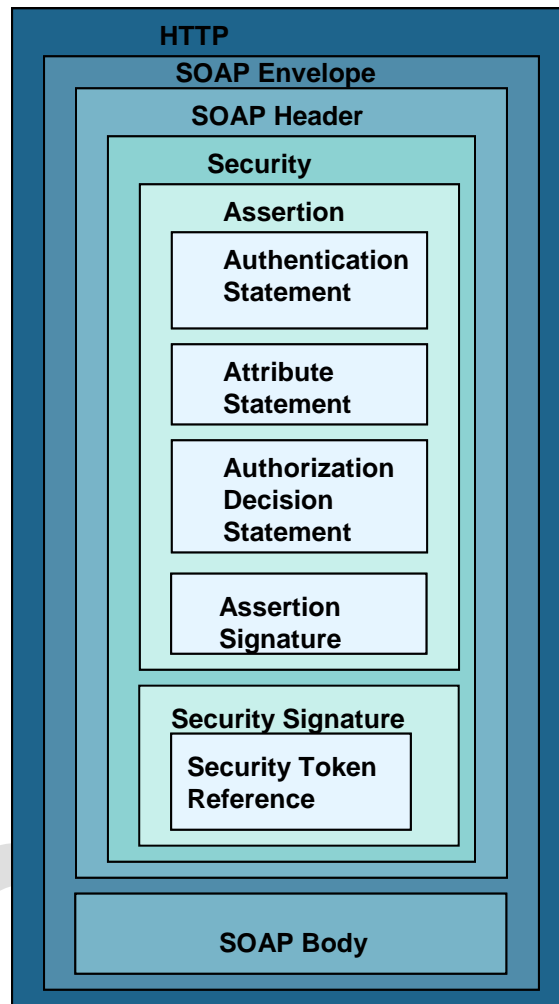 HTTP
SOAP Envelope
SOAP Header
Security
Assertion
Authentication
Statement
Attribute
Statement
Authorization
Decision
Statement
Assertion
Signature
Security Signature
Security Token
Reference
SOAP Body